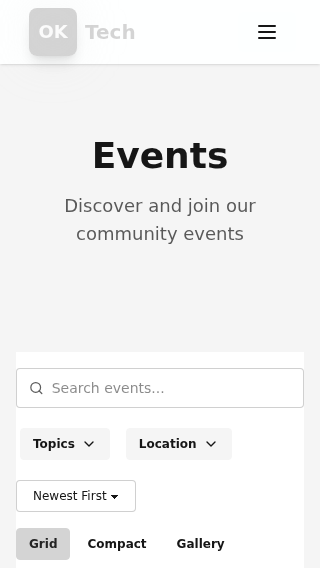 OK Tech
Events
Discover and join our
community events
Search events...
Topics Location
Newest First
Grid Compact Gallery